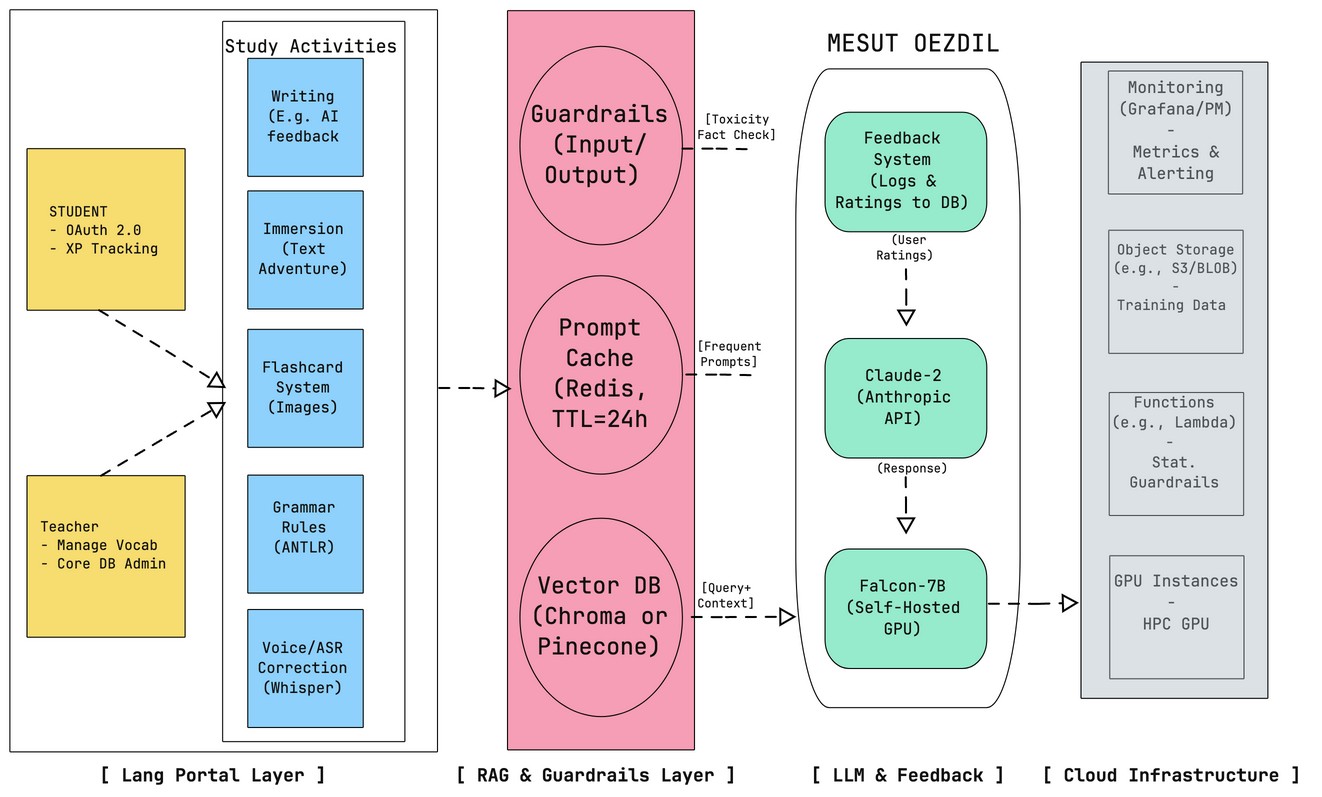 Study Activities
Writing
(E.g. AI
feedback
Immersion
(Text
Adventure)
Flashcard
System
(Images)
Grammar
Rules
(ANTLR)
Voice/ASR
Correction
(Whisper)
STUDENT
- OAuth 2.0
- XP Tracking
Teacher
- Manage Vocab
- Core DB Admin
[ Lang Portal Layer ]
Guardrails
(Input/
Output)
[Toxicity
Fact Check]
Prompt
Cache
(Redis,
TTL=24h
[Frequent
Prompts]
Vector DB
(Chroma or
Pinecone)
[Query+
Context]
[ RAG & Guardrails Layer ]
MESUT OEZDIL
Feedback
System
(Logs &
Ratings to DB)
(User
Ratings)
Claude-2
(Anthropic
API)
(Response)
Falcon-7B
(Self-Hosted
GPU)
[ LLM & Feedback ]
Monitoring
(Grafana/PM)
-
Metrics &
Alerting
Object Storage
(e.g., S3/BLOB)
-
Training Data
Functions
(e.g., Lambda)
-
Stat.
Guardrails
GPU Instances
-
HPC GPU
[ Cloud Infrastructure ]